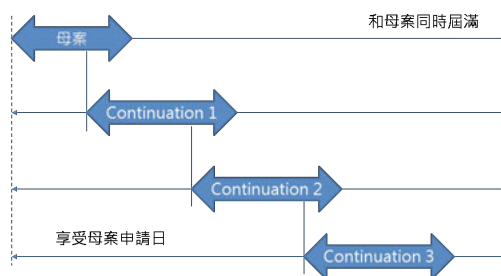 和母案同時屆滿
母案
Continuation 1
Continuation 2
享受母案申請日
Continuation 3